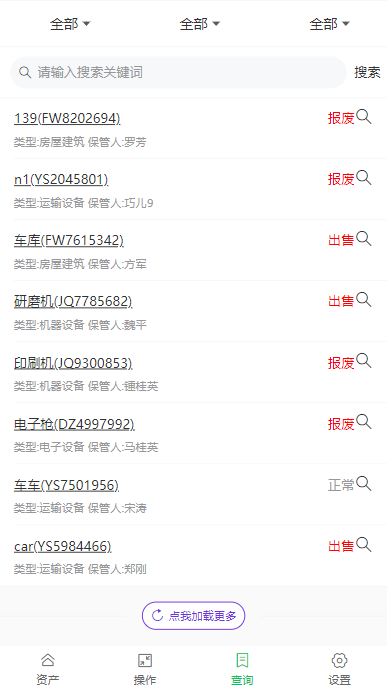 全部 全部 全部
请输入搜索关键词 搜索
139(FW8202694) 报废
类型:房屋建筑 保管人:罗芳
n1(YS2045801) 报废
类型:运输设备 保管人:巧儿9
车库(FW7615342) 出售
类型:房屋建筑 保管人:方军
研磨机(JQ7785682) 出售
类型:机器设备 保管人:魏平
印刷机(JQ9300853) 报废
类型:机器设备 保管人:锺桂英
电子枪(DZ4997992) 报废
类型:电子设备 保管人:马桂英
车车(YS7501956) 正常
类型:运输设备 保管人:宋涛
car(YS5984466) 出售
类型:运输设备 保管人:郑刚
点我加载更多
资产 操作 查询 设置